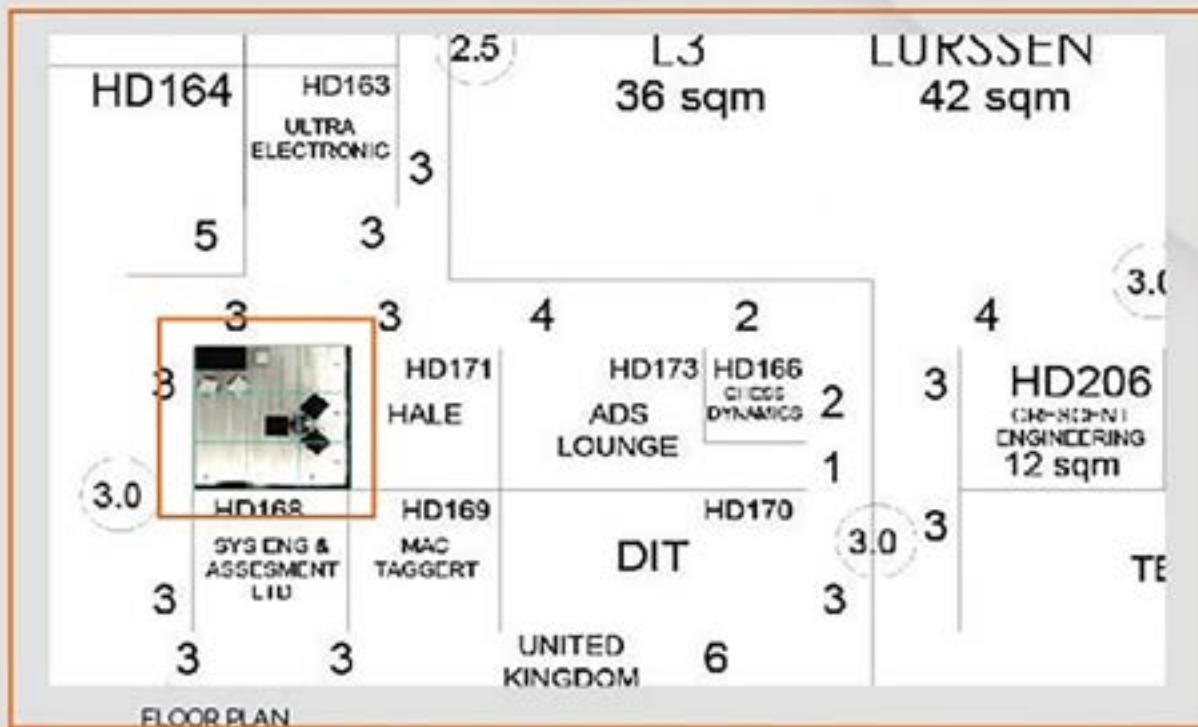 2.5
L3
36 sqm
LURSSEN
42 sqm
HD164
HD163
ULTRA
ELECTRONIC
3
5
3
3.0
3
3
4
2
4
3
HD171
HALE
HD173
ADS
LOUNGE
HD166
CHESS
DYNAMICS
2
1
3
HD206
CRESCENT
ENGINEERING
12 sqm
3.0
HD168
SYS ENG &
ASSESMENT
LTD
HD169
MAC
TAGGERT
HD170
DIT
3.0
3
3
3
3
3
UNITED
KINGDOM
6
FLOOR PLAN